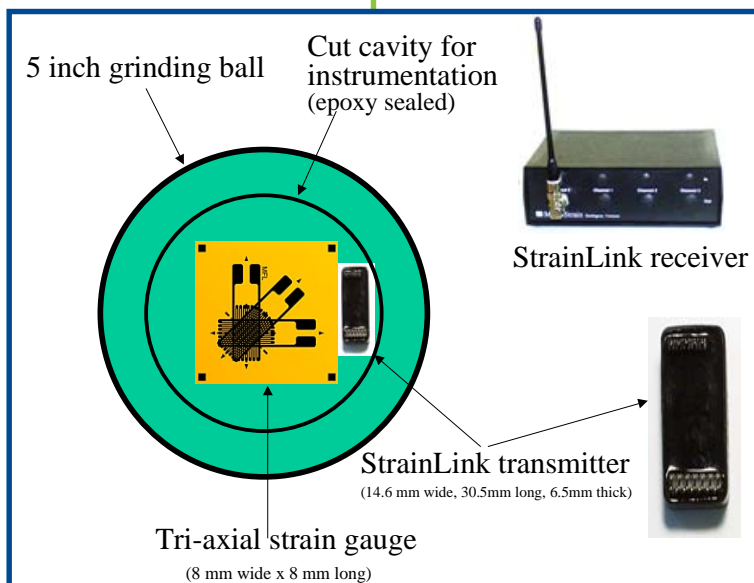 5 inch grinding ball
Cut cavity for
instrumentation
(epoxy sealed)
StrainLink receiver
StrainLink transmitter
(14.6 mm wide, 30.5mm long, 6.5mm thick)
Tri-axial strain gauge
(8 mm wide x 8 mm long)